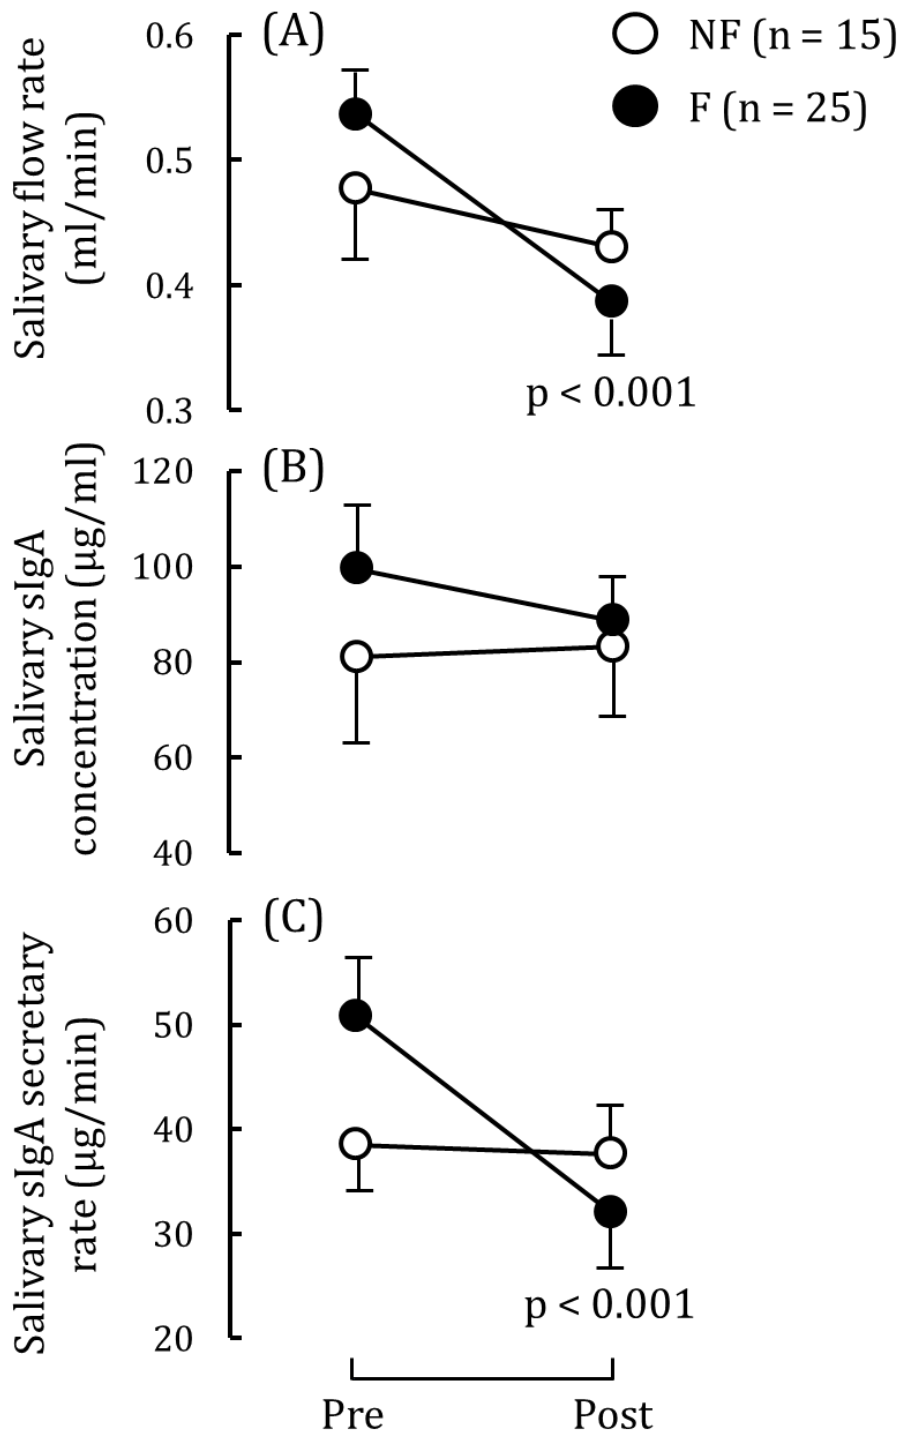 (A)
NF (n = 15)
F (n = 25)
Salivary flow rate
(ml/min)
0.6
0.5
0.4
0.3
p < 0.001
(B)
Salivary sIgA
concentration (μg/ml)
120
100
80
60
40
(C)
Salivary sIgA secretary
rate (μg/min)
60
50
40
30
20
p < 0.001
Pre Post